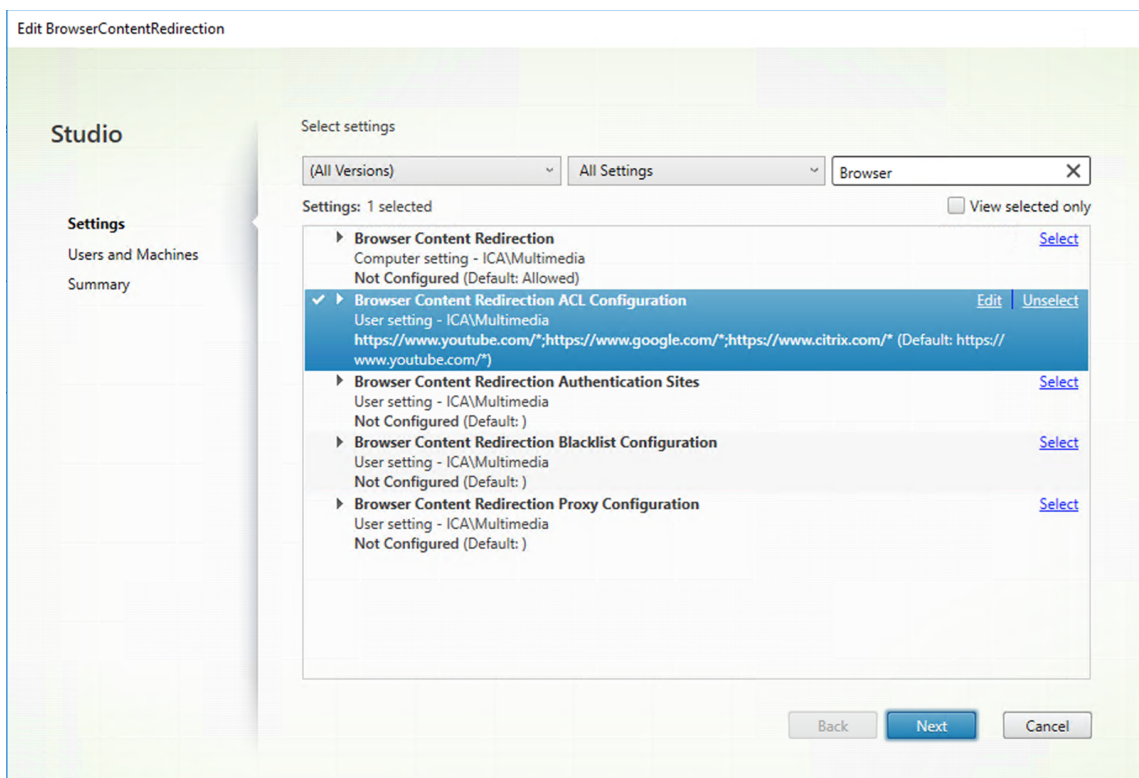 Edit BrowserContentRedirection
Studio
Settings
Users and Machines
Summary
Select settings
(All Versions)
All Settings
Browser
Settings: 1 selected
View selected only
Browser Content Redirection
Select
Computer setting - ICA\Multimedia
Not Configured (Default: Allowed)
Browser Content Redirection ACL Configuration
Edit
Unselect
User setting - ICA\Multimedia
https://www.youtube.com/*;https://www.google.com/*;https://www.citrix.com/* (Default: https://
www.youtube.com/*)
Browser Content Redirection Authentication Sites
Select
User setting - ICA\Multimedia
Not Configured (Default: )
Browser Content Redirection Blacklist Configuration
Select
User setting - ICA\Multimedia
Not Configured (Default: )
Browser Content Redirection Proxy Configuration
Select
User setting - ICA\Multimedia
Not Configured (Default: )
Back
Next
Cancel